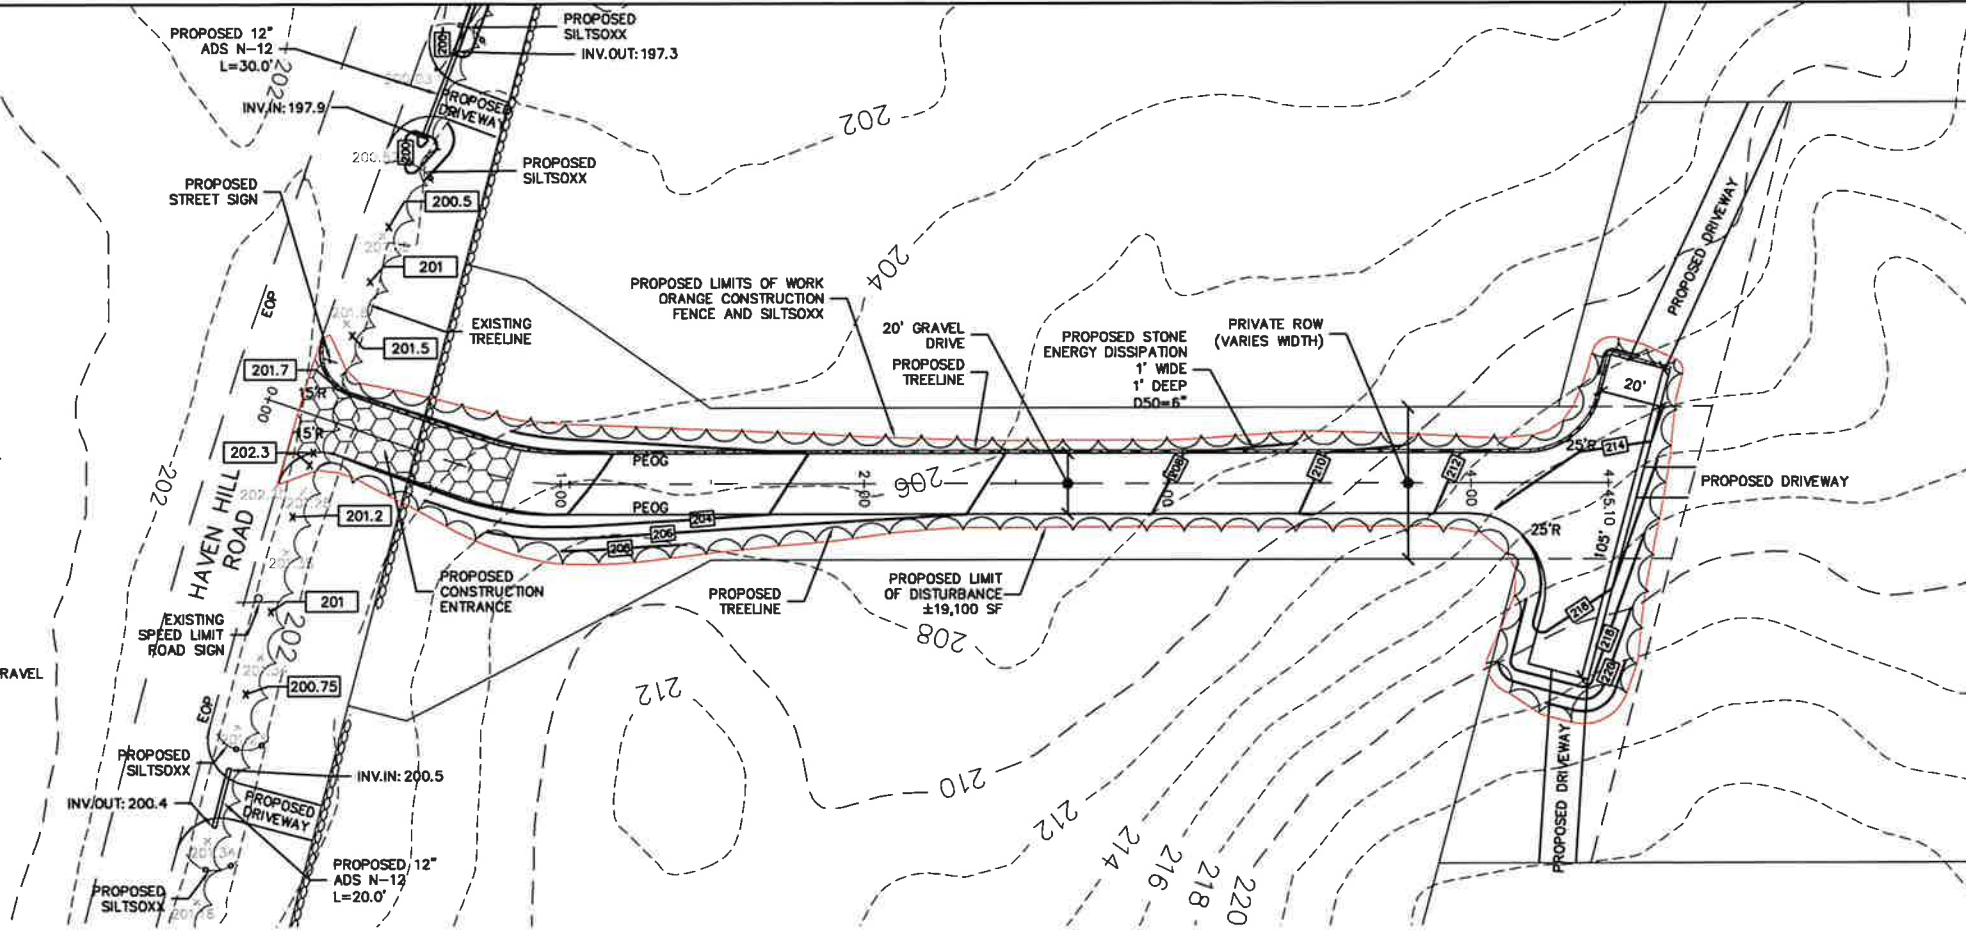 PROPOSED 12"
ADS N-12
L=30.0'
INV.IN: 197.9
202
200
PROPOSED
SILTSOXX
INV.OUT: 197.3
PROPOSED
DRIVEWAY
200
PROPOSED
SILTSOXX
PROPOSED
STREET SIGN
200.5
201
EXISTING
TREELINE
201.5
EOP
201.7
0+00
15'R
15'R
202.3
202
HAVEN HILL
ROAD
201.2
201
EXISTING
SPEED LIMIT
ROAD SIGN
202
200.75
RAVEL
EOP
PROPOSED
SILTSOXX
INV.IN: 200.5
INV.OUT: 200.4
PROPOSED
DRIVEWAY
PROPOSED 12"
ADS N-12
L=20.0'
PROPOSED
SILTSOXX
PROPOSED
CONSTRUCTION
ENTRANCE
202
204
PROPOSED LIMITS OF WORK
ORANGE CONSTRUCTION
FENCE AND SILTSOXX
20' GRAVEL
DRIVE
PROPOSED
TREELINE
PROPOSED STONE
ENERGY DISSIPATION
1' WIDE
1' DEEP
D50=6"
PRIVATE ROW
(VARIES WIDTH)
PEOG
PEOG
1+00
2+00
206
208
210
212
4+00
204
206
208
PROPOSED
TREELINE
PROPOSED LIMIT
OF DISTURBANCE
±19,100 SF
208
212
210
212
214
216
218
220
PROPOSED DRIVEWAY
20'
25'R
214
4+45.10
PROPOSED DRIVEWAY
25'R
105'
216
218
220
PROPOSED DRIVEWAY